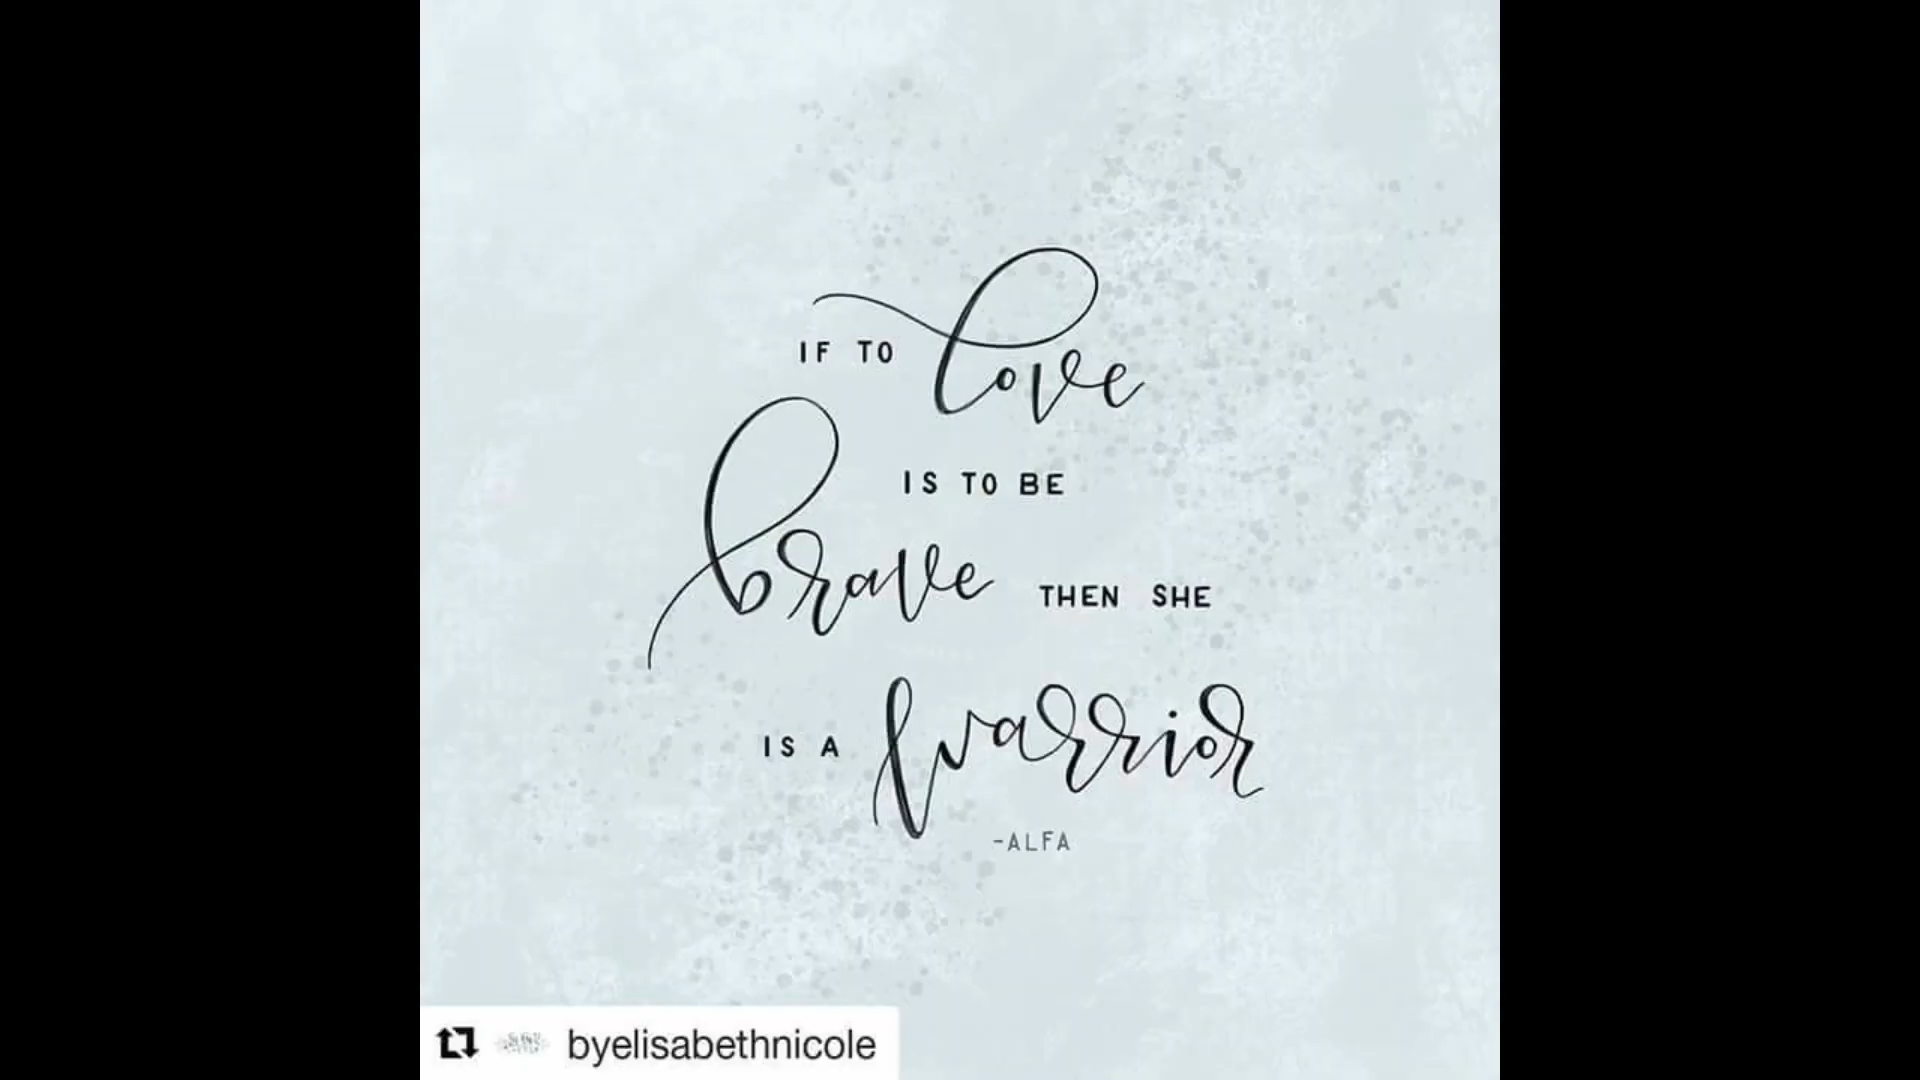 IF TO love
IS TO BE
brave THEN SHE
IS A Warrior
-ALFA
byelisabethnicole